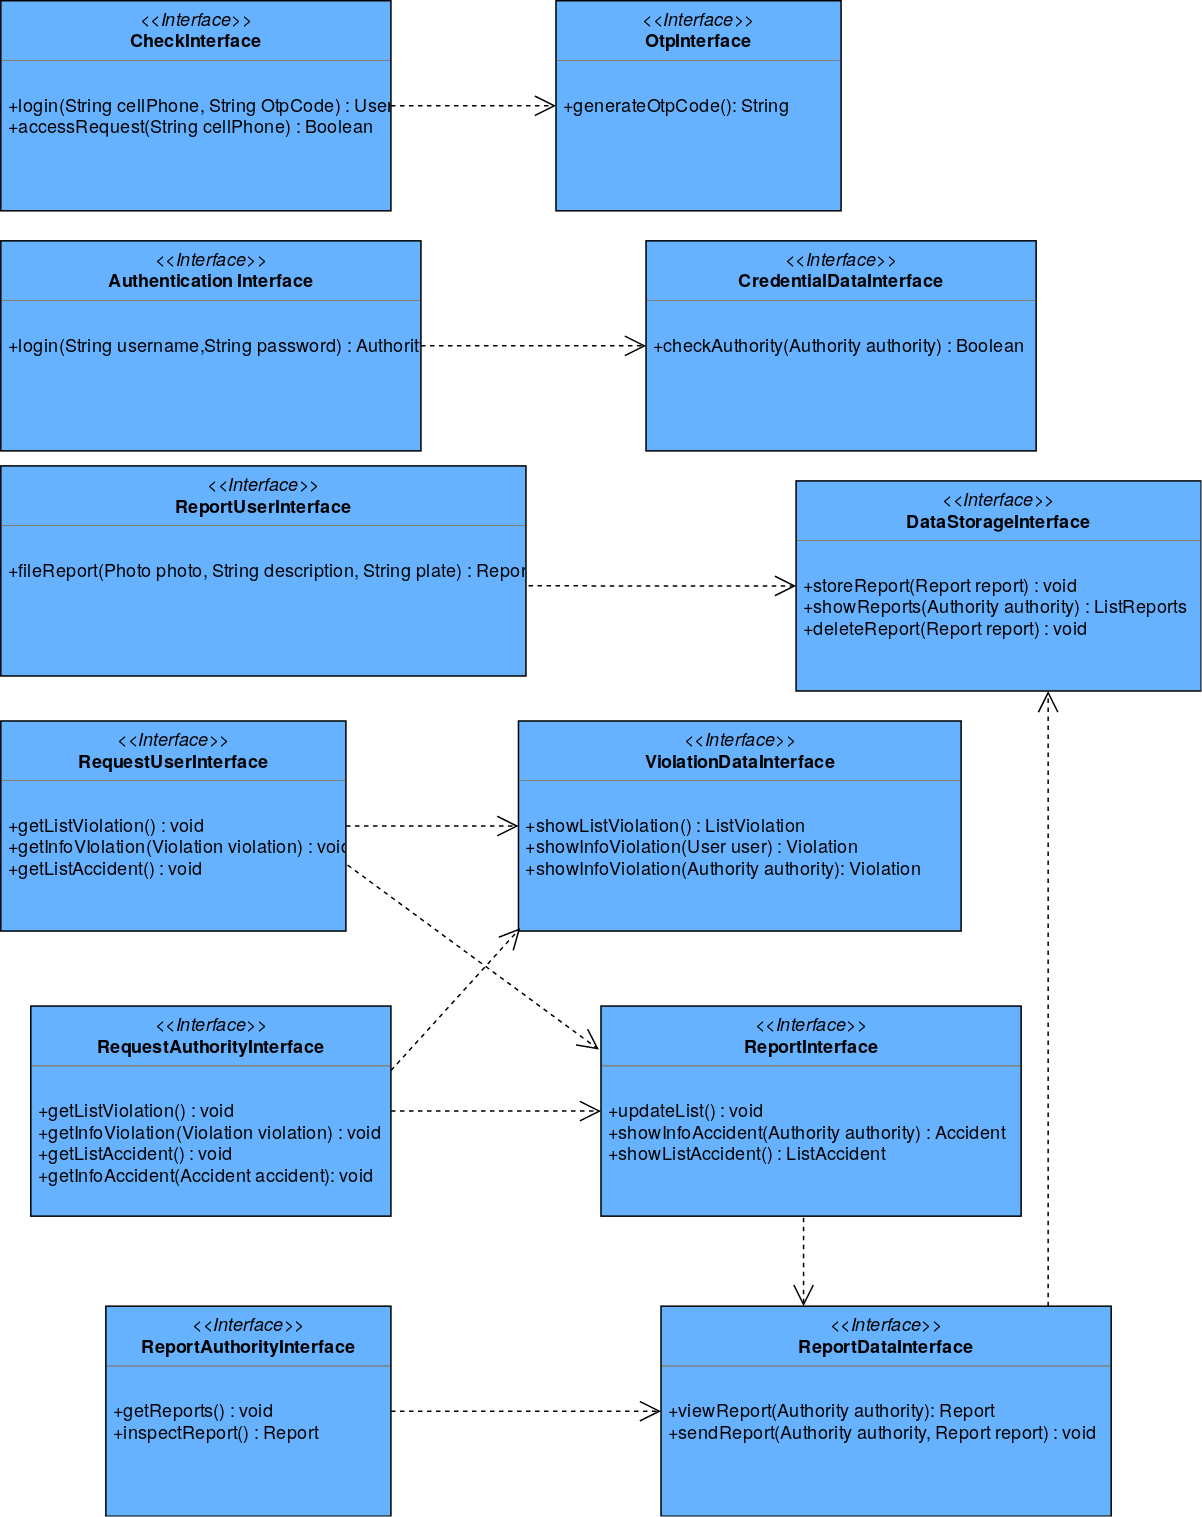 <<Interface>>
CheckInterface
+login(String cellPhone, String OtpCode) : User
+accessRequest(String cellPhone) : Boolean
<<Interface>>
OtpInterface
+generateOtpCode(): String
<<Interface>>
Authentication Interface
+login(String username,String password) : Authorit
<<Interface>>
CredentialDataInterface
+checkAuthority(Authority authority) : Boolean
<<Interface>>
ReportUserInterface
+fileReport(Photo photo, String description, String plate) : Repor
<<Interface>>
DataStorageInterface
+storeReport(Report report) : void
+showReports(Authority authority) : ListReports
+deleteReport(Report report) : void
<<Interface>>
RequestUserInterface
+getListViolation() : void
+getInfoVIolation(Violation violation) : void
+getListAccident() : void
<<Interface>>
ViolationDataInterface
+showListViolation() : ListViolation
+showInfoViolation(User user) : Violation
+showInfoViolation(Authority authority): Violation
<<Interface>>
RequestAuthorityInterface
+getListViolation() : void
+getInfoViolation(Violation violation) : void
+getListAccident() : void
+getInfoAccident(Accident accident): void
<<Interface>>
ReportInterface
+updateList() : void
+showInfoAccident(Authority authority) : Accident
+showListAccident() : ListAccident
<<Interface>>
ReportAuthorityInterface
+getReports() : void
+inspectReport() : Report
<<Interface>>
ReportDataInterface
+viewReport(Authority authority): Report
+sendReport(Authority authority, Report report) : void